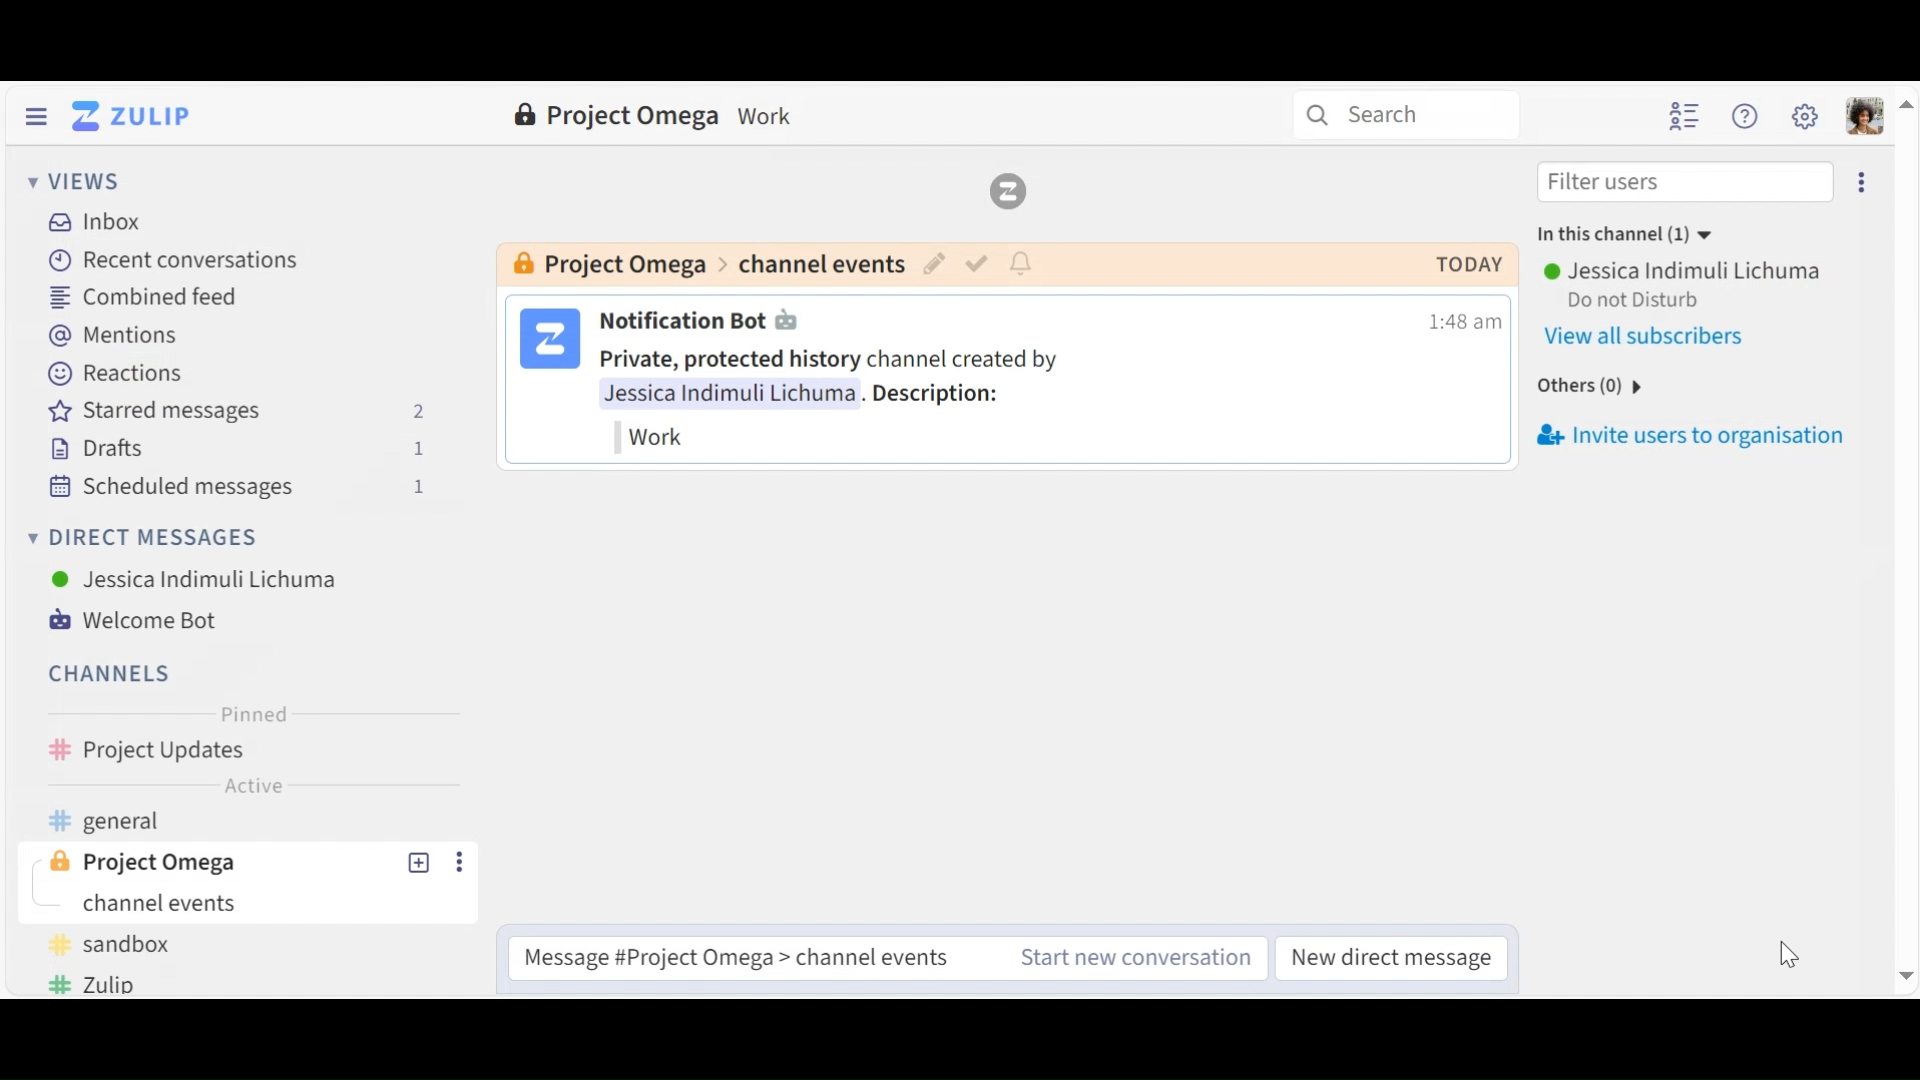 ZULIP
Project Omega Work
Search
VIEWS
Inbox
Recent conversations
Combined feed
Mentions
Reactions
Starred messages 2
Drafts 1
Scheduled messages 1
DIRECT MESSAGES
Jessica Indimuli Lichuma
Welcome Bot
CHANNELS
Pinned
Project Updates
Active
general
Project Omega
channel events
sandbox
Zulip
Project Omega > channel events TODAY
Notification Bot 1:48 am
Private, protected history channel created by
Jessica Indimuli Lichuma. Description:
Work
Message #Project Omega > channel events Start new conversation New direct message
Filter users
In this channel (1)
Jessica Indimuli Lichuma
Do not Disturb
View all subscribers
Others (0)
Invite users to organisation